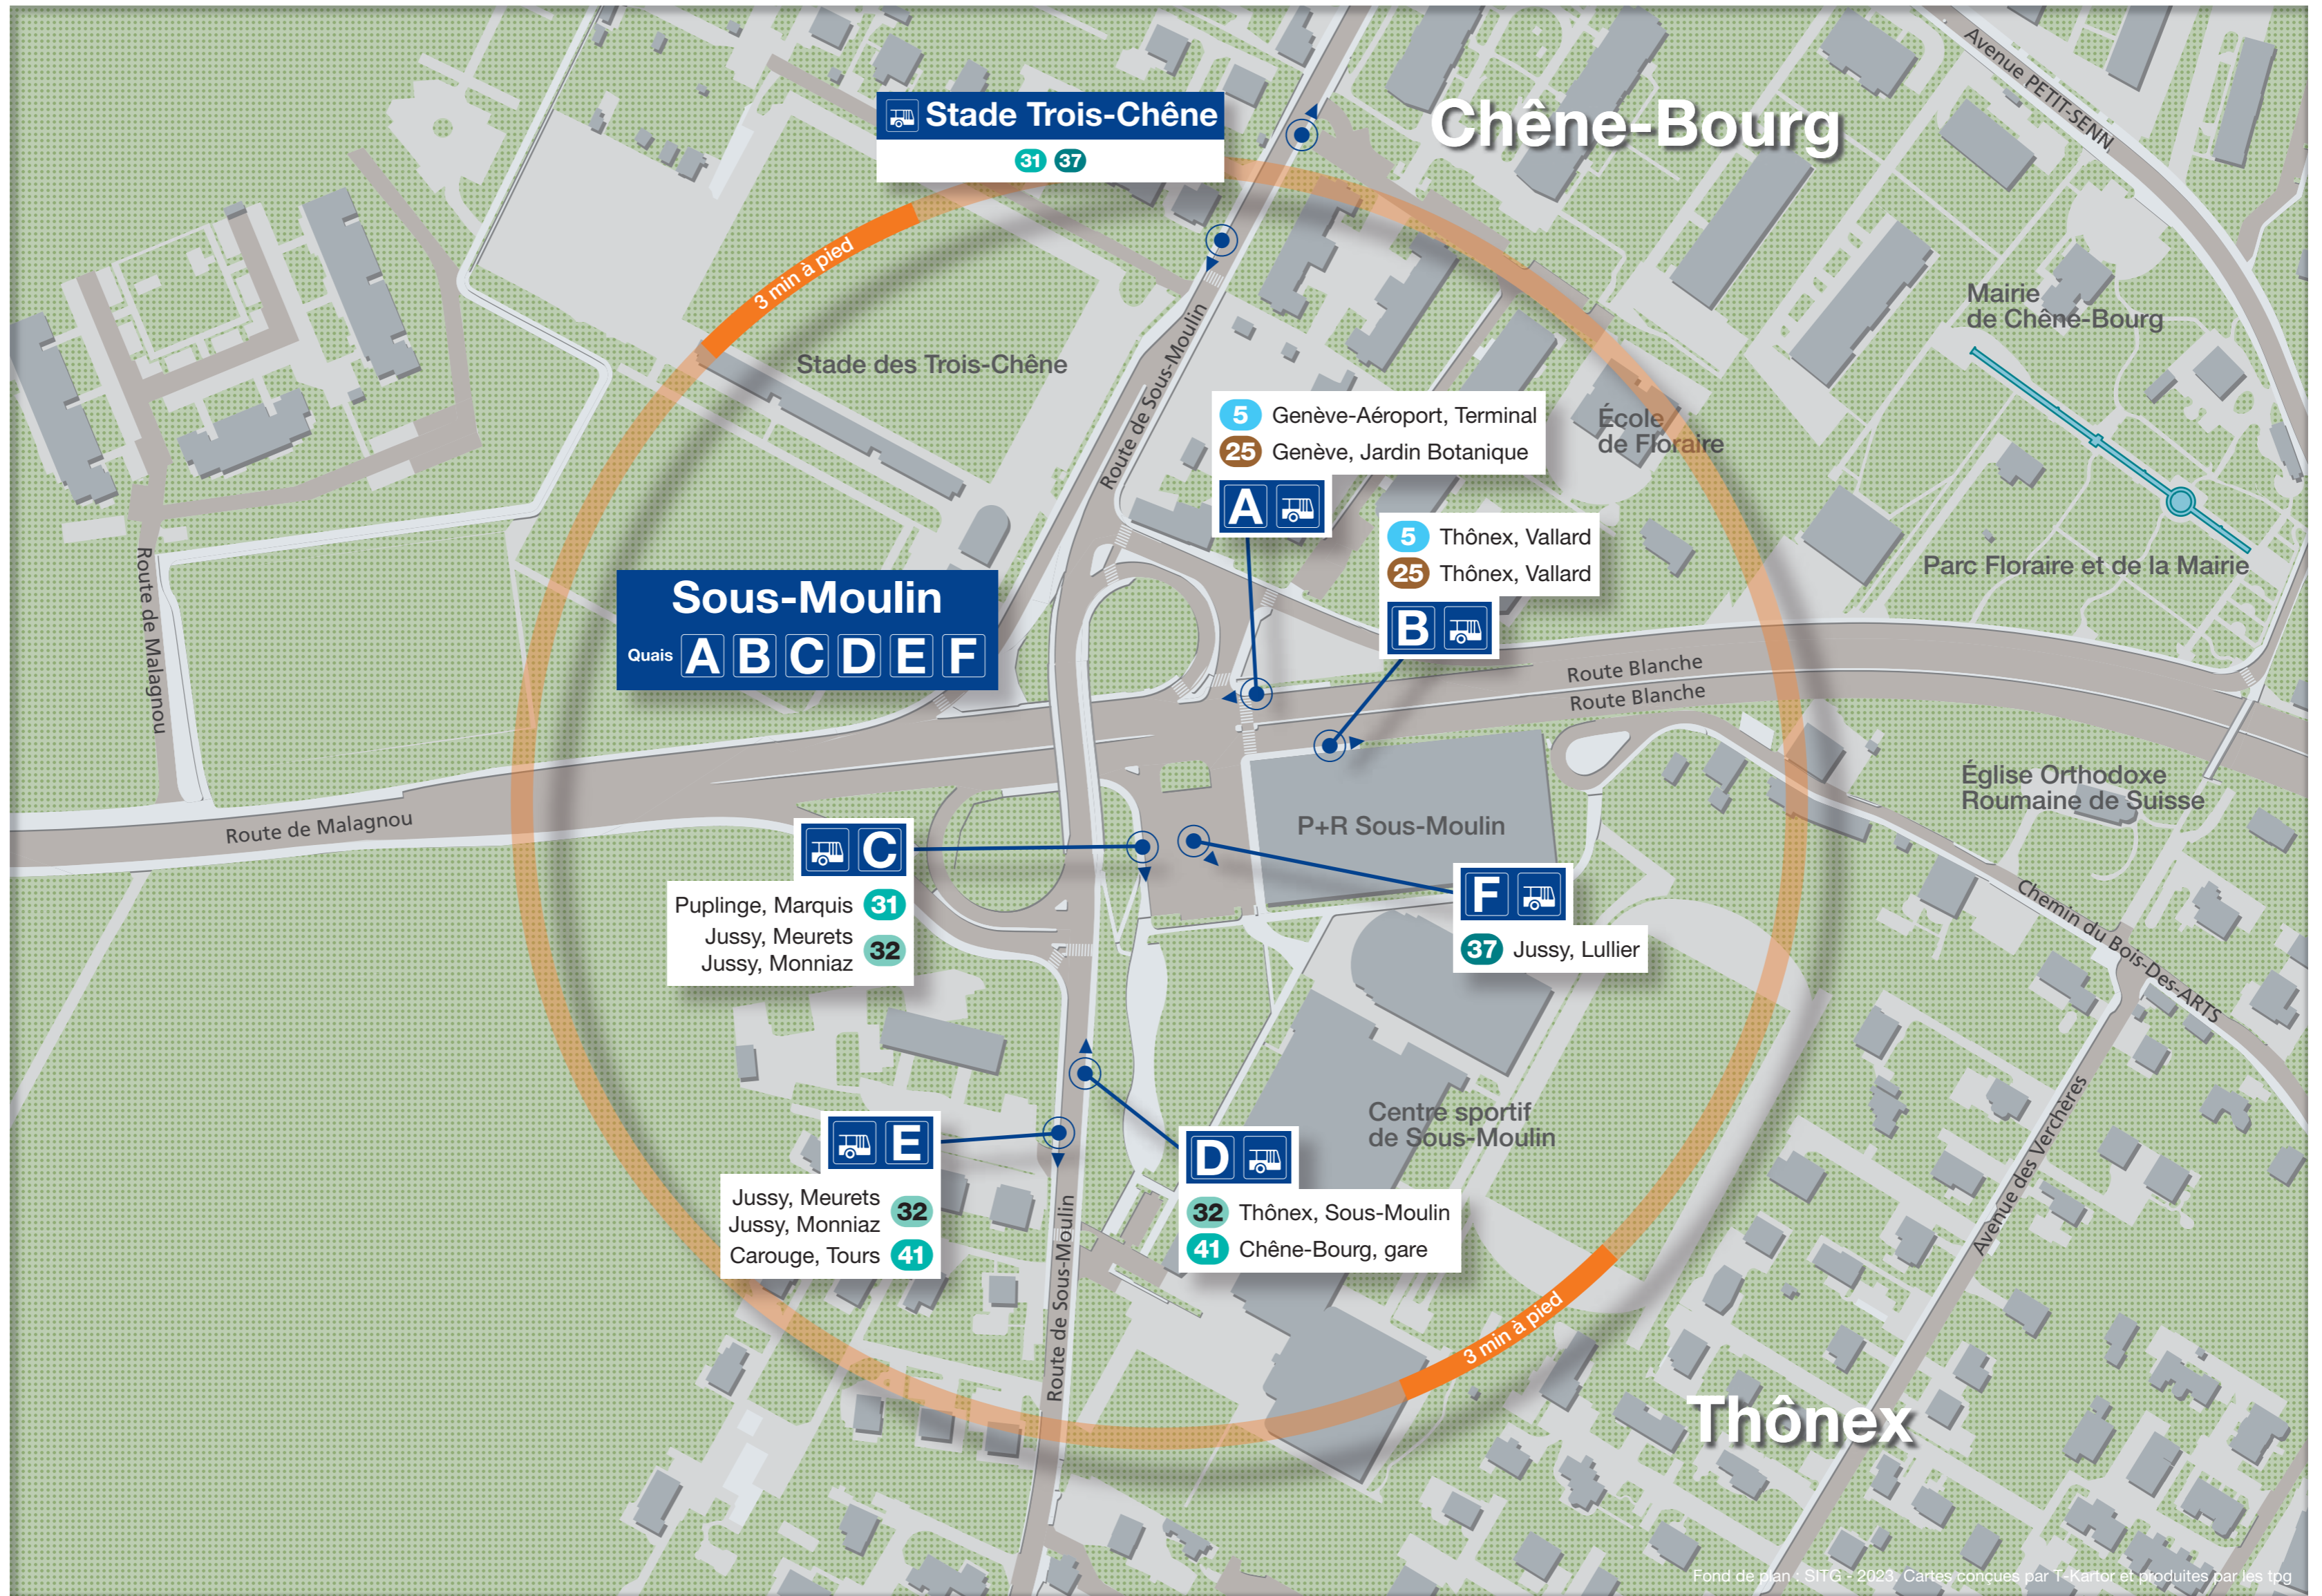 Avenue PETIT-SENN
Stade Trois-Chêne
31 37
Chêne-Bourg
3 min à pied
Mairie
de Chêne-Bourg
Stade des Trois-Chêne
Route de Sous-Moulin
5 Genève-Aéroport, Terminal
25 Genève, Jardin Botanique
A
École
de Floraire
5 Thônex, Vallard
25 Thônex, Vallard
B
Parc Floraire et de la Mairie
Sous-Moulin
Quais A B C D E F
Route de Malagnou
Route Blanche
Route Blanche
Église Orthodoxe
Roumaine de Suisse
Route de Malagnou
P+R Sous-Moulin
C
Puplinge, Marquis 31
Jussy, Meurets
Jussy, Monniaz
32
F
37 Jussy, Lullier
Chemin du Bois-Des-ARTS
Centre sportif
de Sous-Moulin
Avenue des Verchères
E
Jussy, Meurets
Jussy, Monniaz
32
Carouge, Tours 41
D
32 Thônex, Sous-Moulin
41 Chêne-Bourg, gare
Route de Sous-Moulin
3 min à pied
Thônex
Fond de plan : SITG - 2023, Cartes conçues par T-Kartor et produites par les tpg